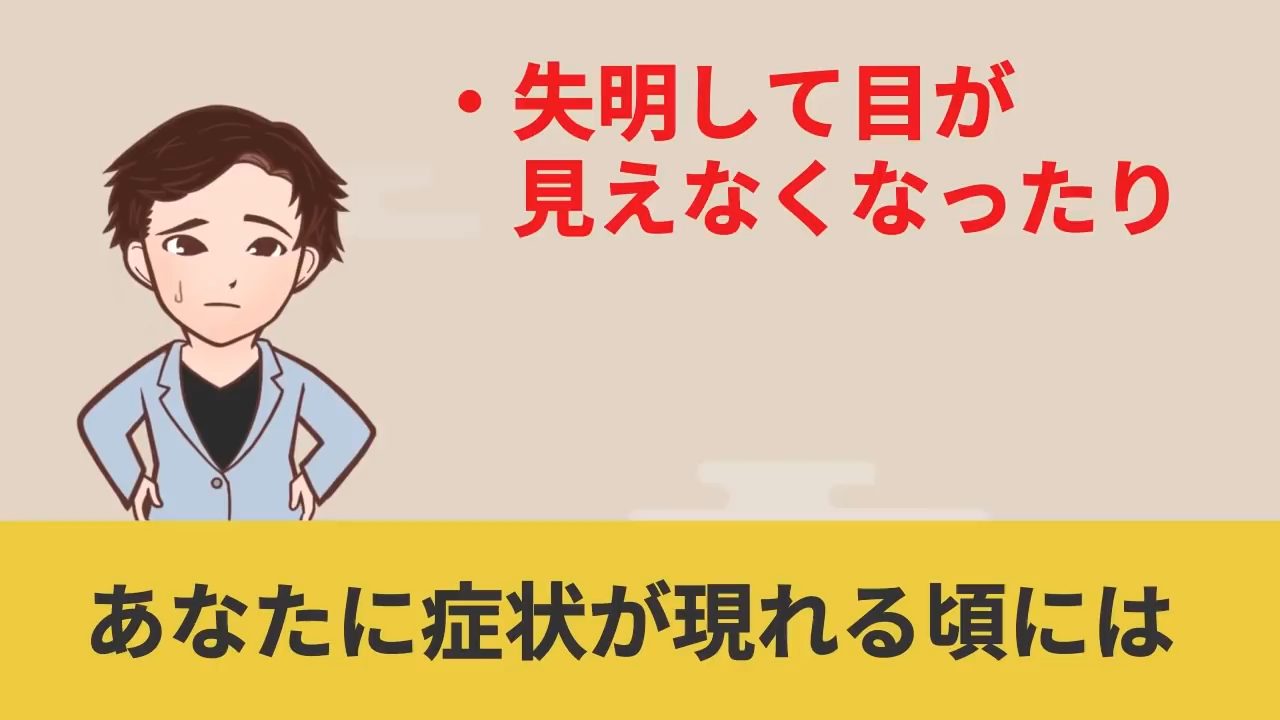 ・失明して目が
見えなくなったり
あなたに症状が現れる頃には